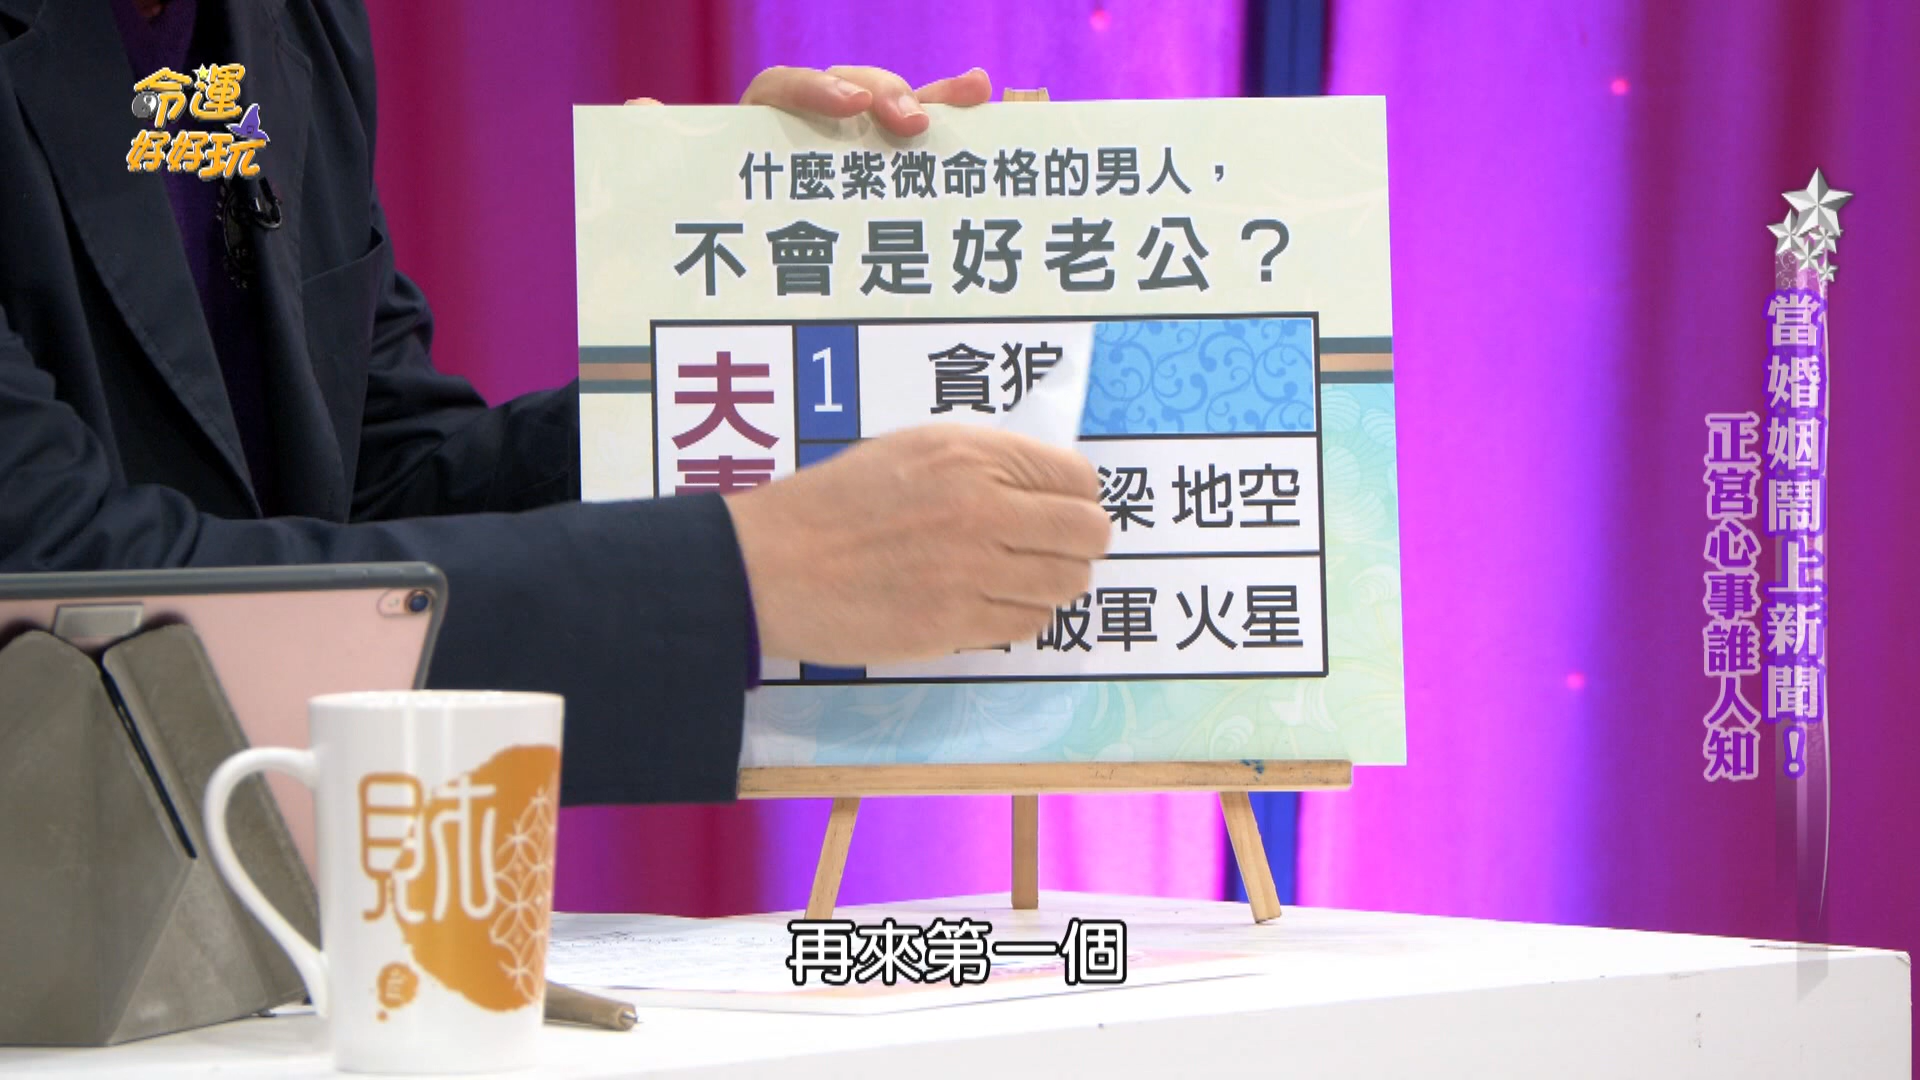 命運
好好玩
什麼紫微命格的男人，
不會是好老公？
夫妻
1
貪狼
梁 地空
破軍 火星
當婚姻鬧上新聞！
正宮心事誰人知
財
再來第一個